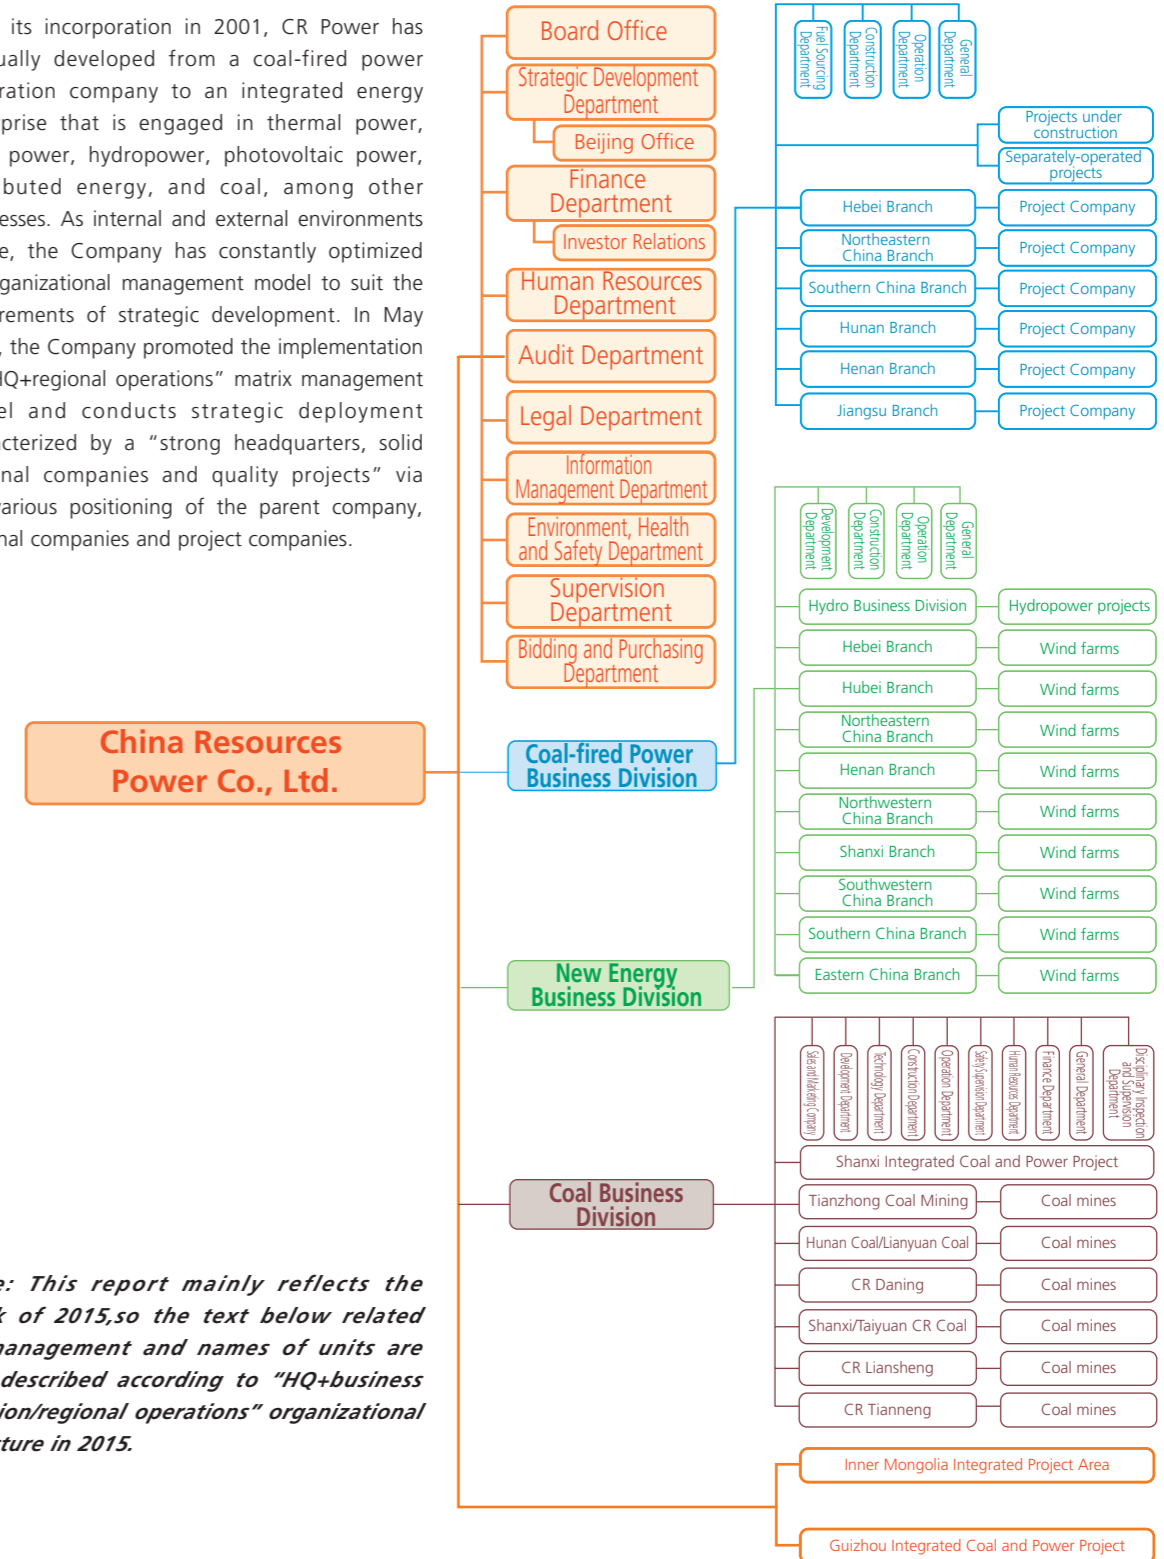 its incorporation in 2001, CR Power has
developed from a coal-fired power
company to an integrated energy
that is engaged in thermal power,
power, hydropower, photovoltaic power,
energy, and coal, among other
As internal and external environments
the Company has constantly optimized
management model to suit the
of strategic development. In May
, the Company promoted the implementation
HQ+regional operations” matrix management
and conducts strategic deployment
by a “strong headquarters, solid
companies and quality projects” via
various positioning of the parent company,
companies and project companies.
China Resources
Power Co., Ltd.
Board Office
Strategic Development
Department
Beijing Office
Finance
Department
Investor Relations
Human Resources
Department
Audit Department
Legal Department
Information
Management Department
Environment, Health
and Safety Department
Supervision
Department
Bidding and Purchasing
Department
Coal-fired Power
Business Division
Fuel Sourcing
Department
Construction
Department
Operation
Department
General
Department
Projects under
construction
Separately-operated
projects
Hebei Branch
Project Company
Northeastern
China Branch
Project Company
Southern China Branch
Project Company
Hunan Branch
Project Company
Henan Branch
Project Company
Jiangsu Branch
Project Company
New Energy
Business Division
Development
Department
Construction
Department
Operation
Department
General
Department
Hydro Business Division
Hydropower projects
Hebei Branch
Wind farms
Hubei Branch
Wind farms
Northeastern
China Branch
Wind farms
Henan Branch
Wind farms
Northwestern
China Branch
Wind farms
Shanxi Branch
Wind farms
Southwestern
China Branch
Wind farms
Southern China Branch
Wind farms
Eastern China Branch
Wind farms
Coal Business
Division
Sales and Marketing Company
Development Department
Technology Department
Construction Department
Operation Department
Safety Supervision Department
Human Resources Department
Finance Department
General Department
Disciplinary Inspection
and Supervision
Department
Shanxi Integrated Coal and Power Project
Tianzhong Coal Mining
Coal mines
Hunan Coal/Lianyuan Coal
Coal mines
CR Daning
Coal mines
Shanxi/Taiyuan CR Coal
Coal mines
CR Liansheng
Coal mines
CR Tianneng
Coal mines
Inner Mongolia Integrated Project Area
Guizhou Integrated Coal and Power Project
: This report mainly reflects the
of 2015,so the text below related
and names of units are
described according to “HQ+business
operations” organizational
in 2015.